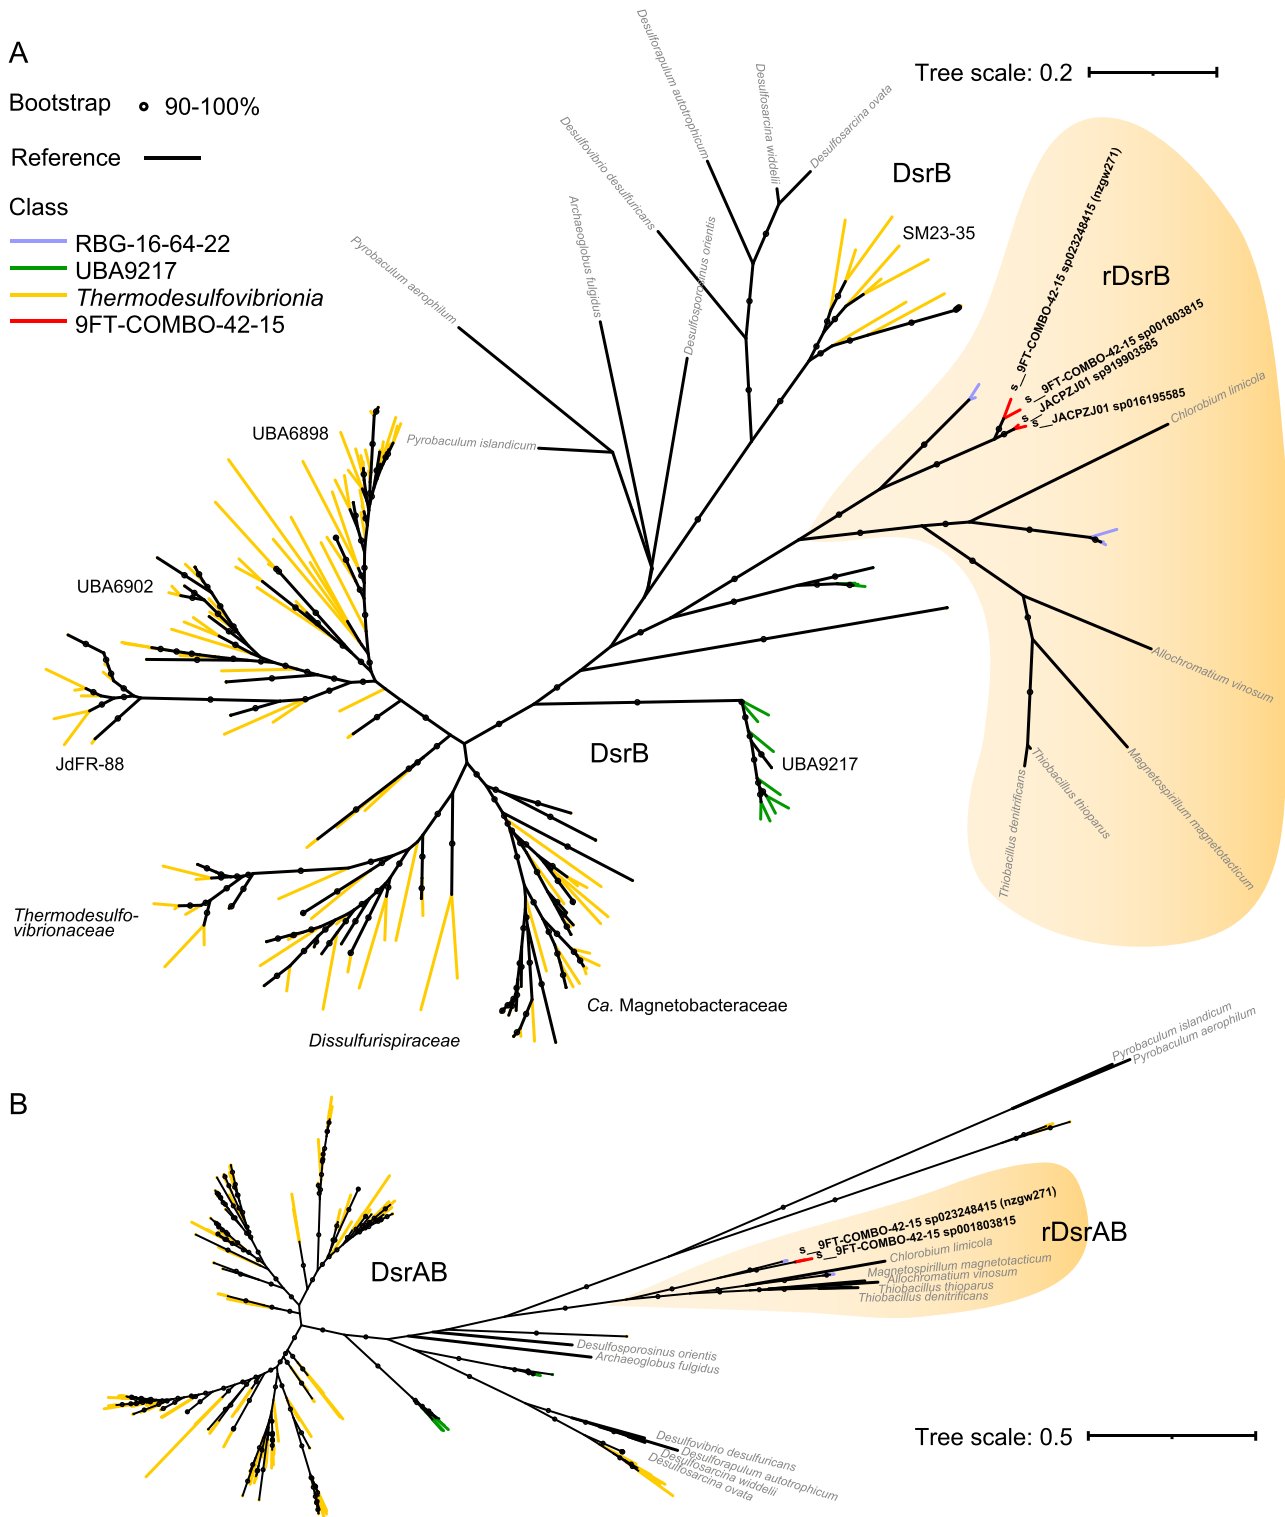 A
Bootstrap 90-100%
Reference
Class
RBG-16-64-22
UBA9217
Thermodesulfovibrionia
9FT-COMBO-42-15
Tree scale: 0.2
Desulforapulum autotrophicum
Desulfosarcina widdelii
Desulfosarcina ovata
Desulfovibrio desulfuricans
Archaeoglobus fulgidus
Desulfosporosinus orientis
Pyrobaculum aerophilum
Pyrobaculum islandicum
DsrB
SM23-35
rDsrB
s__9FT-COMBO-42-15 sp023248415 (nzgw271)
s__9FT-COMBO-42-15 sp001803815
s__JACPZJ01 sp919903585
s__JACPZJ01 sp016195585
Chlorobium limicola
Allochromatium vinosum
Magnetospirillum magnetotacticum
Thiobacillus thioparus
Thiobacillus denitrificans
UBA6898
UBA6902
JdFR-88
DsrB
UBA9217
Thermodesulfo-
vibrionaceae
Dissulfurispiraceae
Ca. Magnetobacteraceae
B
Pyrobaculum islandicum
Pyrobaculum aerophilum
DsrAB
rDsrAB
s__9FT-COMBO-42-15 sp023248415 (nzgw271)
s__9FT-COMBO-42-15 sp001803815
Chlorobium limicola
Magnetospirillum magnetotacticum
Allochromatium vinosum
Thiobacillus thioparus
Thiobacillus denitrificans
Desulfosporosinus orientis
Archaeoglobus fulgidus
Desulfovibrio desulfuricans
Desulforapulum autotrophicum
Desulfosarcina widdelii
Desulfosarcina ovata
Tree scale: 0.5